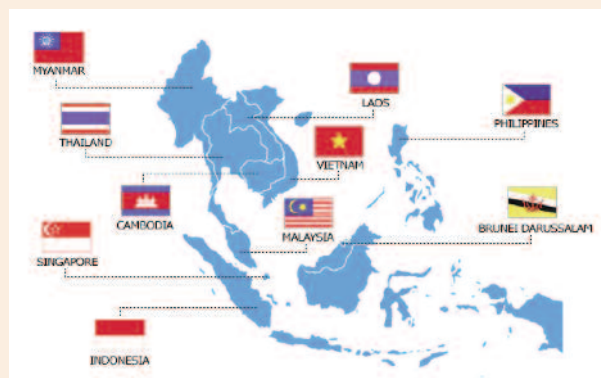 MYANMAR
LAOS
PHILIPPINES
THAILAND
VIETNAM
CAMBODIA
MALAYSIA
BRUNEI DARUSSALAM
SINGAPORE
INDONESIA